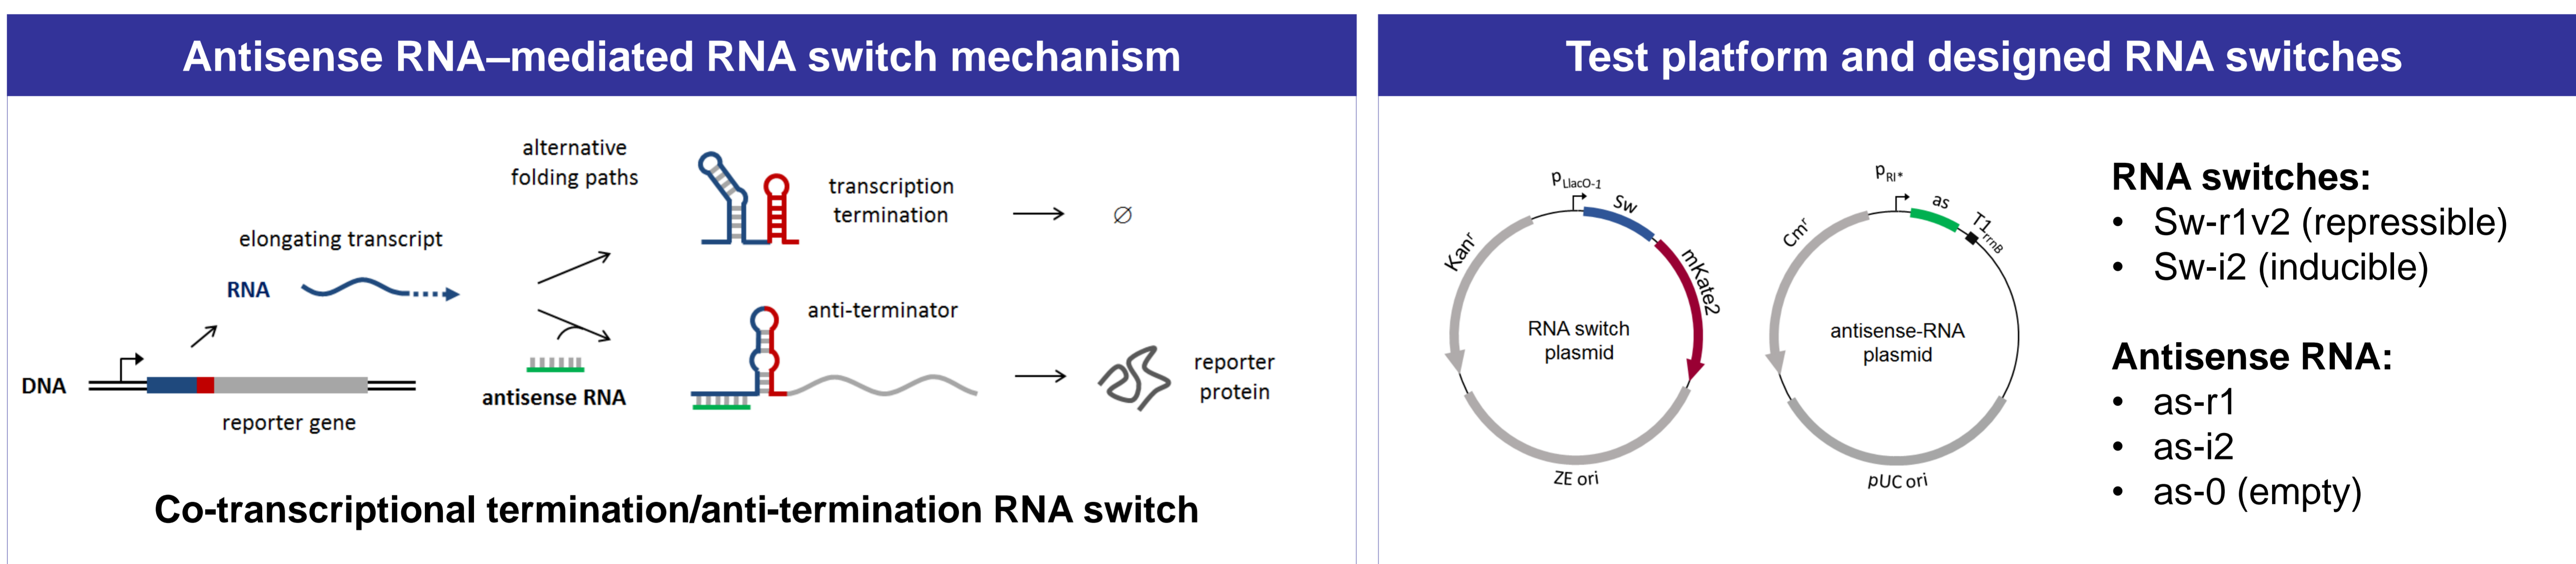 Antisense RNA–mediated RNA switch mechanism
alternative
folding paths
transcription
termination
∅
elongating transcript
RNA
anti-terminator
DNA
reporter gene
antisense RNA
reporter
protein
Co-transcriptional termination/anti-termination RNA switch
Test platform and designed RNA switches
pLlacO-1
Sw
mKate2
Kanr
RNA switch
plasmid
ZE ori
pRI*
as
T1rrnB
Cmr
antisense-RNA
plasmid
pUC ori
RNA switches:
• Sw-r1v2 (repressible)
• Sw-i2 (inducible)
Antisense RNA:
• as-r1
• as-i2
• as-0 (empty)